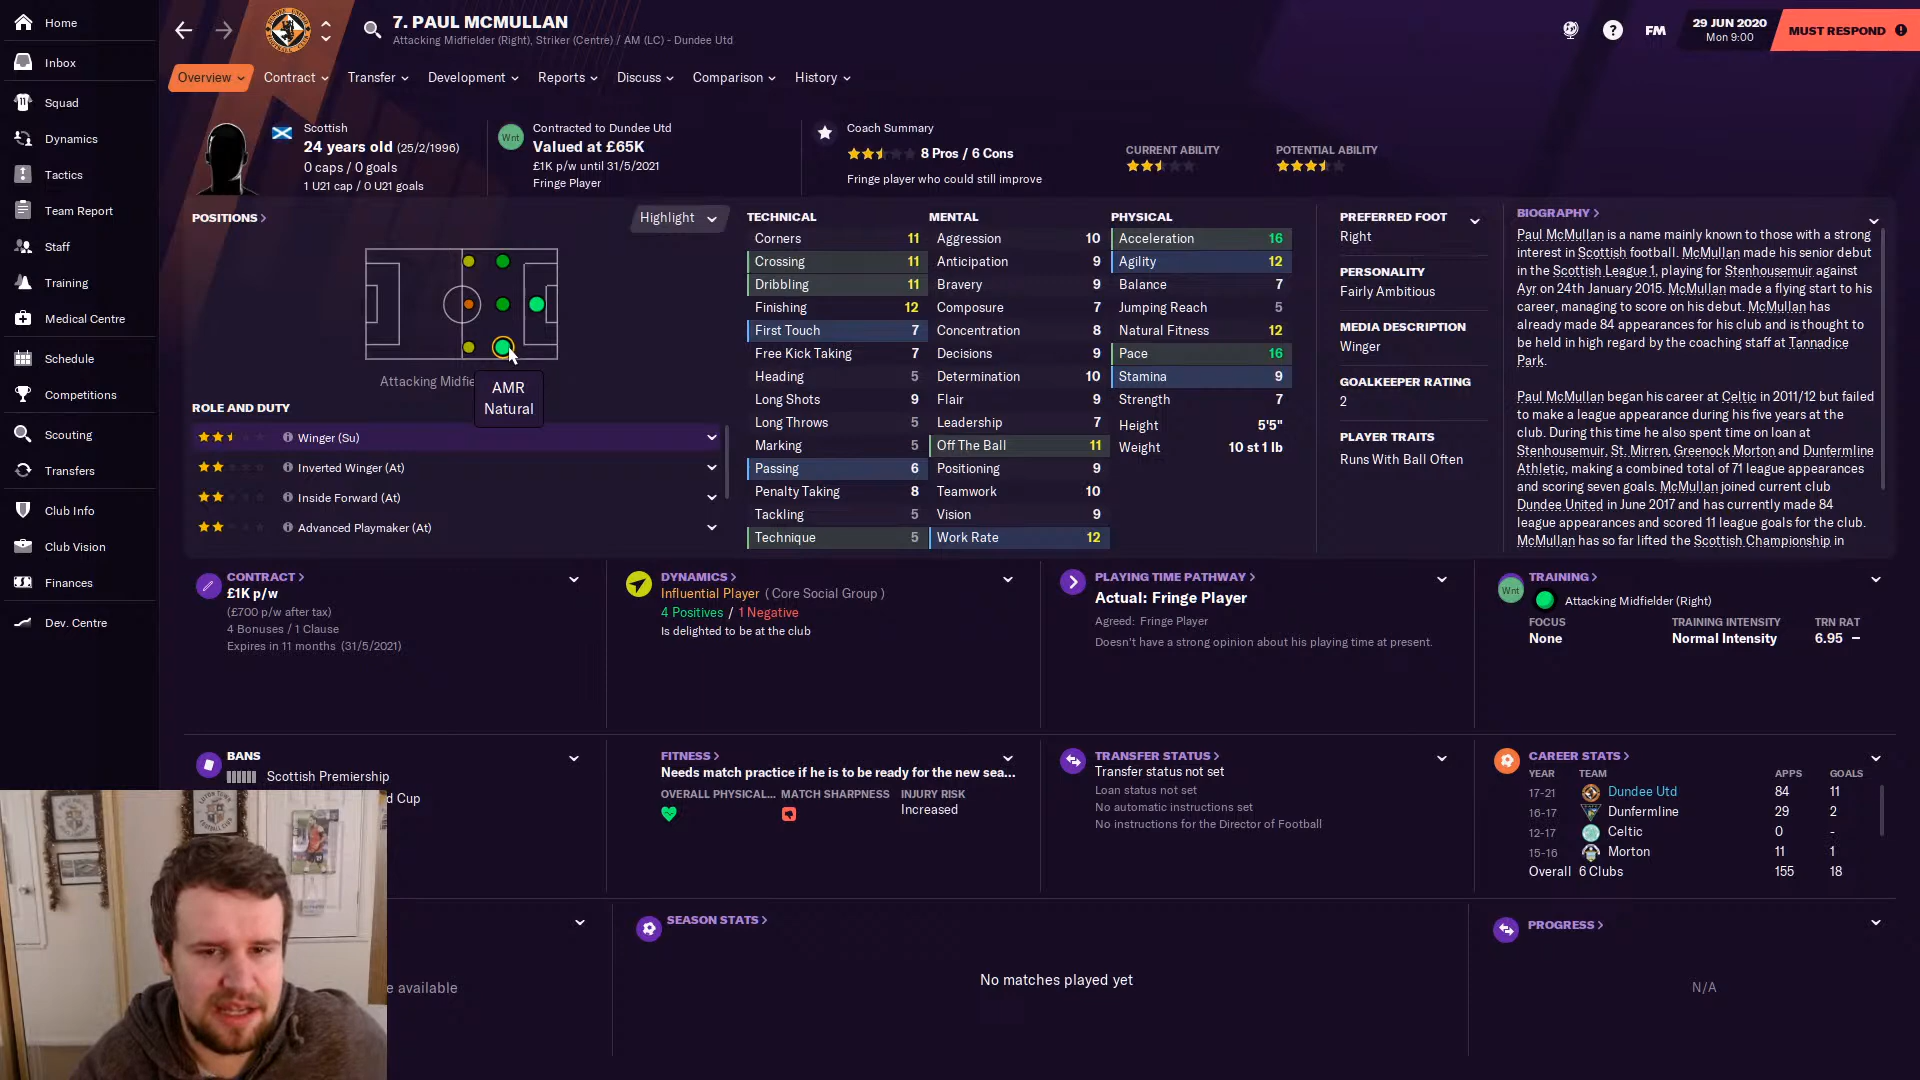 Home
Inbox
Squad
Dynamics
Tactics
Team Report
Staff
Training
Medical Centre
Schedule
Competitions
Scouting
Transfers
Club Info
Club Vision
Finances
Dev. Centre
7. PAUL MCMULLAN
Attacking Midfielder (Right), Striker (Centre) / AM (LC) - Dundee Utd
FM
29 JUN 2020
Mon 9:00
MUST RESPOND
Overview
Contract
Transfer
Development
Reports
Discuss
Comparison
History
Scottish
24 years old (25/2/1996)
0 caps / 0 goals
1 U21 cap / 0 U21 goals
Wnt
Contracted to Dundee Utd
Valued at £65K
£1K p/w until 31/5/2021
Fringe Player
Coach Summary
8 Pros / 6 Cons
Fringe player who could still improve
CURRENT ABILITY
POTENTIAL ABILITY
POSITIONS >
Highlight
Attacking Midfie
AMR
Natural
ROLE AND DUTY
Winger (Su)
Inverted Winger (At)
Inside Forward (At)
Advanced Playmaker (At)
TECHNICAL
Corners 11
Crossing 11
Dribbling 11
Finishing 12
First Touch 7
Free Kick Taking 7
Heading 5
Long Shots 9
Long Throws 5
Marking 5
Passing 6
Penalty Taking 8
Tackling 5
Technique 5
MENTAL
Aggression 10
Anticipation 9
Bravery 9
Composure 7
Concentration 8
Decisions 9
Determination 10
Flair 9
Leadership 7
Off The Ball 11
Positioning 9
Teamwork 10
Vision 9
Work Rate 12
PHYSICAL
Acceleration 16
Agility 12
Balance 7
Jumping Reach 5
Natural Fitness 12
Pace 16
Stamina 9
Strength 7
Height 5'5"
Weight 10 st 1 lb
PREFERRED FOOT
Right
PERSONALITY
Fairly Ambitious
MEDIA DESCRIPTION
Winger
GOALKEEPER RATING
2
PLAYER TRAITS
Runs With Ball Often
BIOGRAPHY >
Paul McMullan is a name mainly known to those with a strong
interest in Scottish football. McMullan made his senior debut
in the Scottish League 1, playing for Stenhousemuir against
Ayr on 24th January 2015. McMullan made a flying start to his
career, managing to score on his debut. McMullan has
already made 84 appearances for his club and is thought to
be held in high regard by the coaching staff at Tannadice
Park.
Paul McMullan began his career at Celtic in 2011/12 but failed
to make a league appearance during his five years at the
club. During this time he also spent time on loan at
Stenhousemuir, St. Mirren, Greenock Morton and Dunfermline
Athletic, making a combined total of 71 league appearances
and scoring seven goals. McMullan joined current club
Dundee United in June 2017 and has currently made 84
league appearances and scored 11 league goals for the club.
McMullan has so far lifted the Scottish Championship in
CONTRACT >
£1K p/w
(£700 p/w after tax)
4 Bonuses / 1 Clause
Expires in 11 months (31/5/2021)
DYNAMICS >
Influential Player ( Core Social Group )
4 Positives / 1 Negative
Is delighted to be at the club
PLAYING TIME PATHWAY >
Actual: Fringe Player
Agreed: Fringe Player
Doesn't have a strong opinion about his playing time at present.
Wnt
TRAINING >
Attacking Midfielder (Right)
FOCUS
None
TRAINING INTENSITY
Normal Intensity
TRN RAT
6.95 –
BANS
Scottish Premiership
d Cup
FITNESS >
Needs match practice if he is to be ready for the new sea...
OVERALL PHYSICAL...
MATCH SHARPNESS
INJURY RISK
Increased
TRANSFER STATUS >
Transfer status not set
Loan status not set
No automatic instructions set
No instructions for the Director of Football
CAREER STATS >
YEAR TEAM APPS GOALS
17-21 Dundee Utd 84 11
16-17 Dunfermline 29 2
12-17 Celtic 0 -
15-16 Morton 11 1
Overall 6 Clubs 155 18
e available
SEASON STATS >
No matches played yet
PROGRESS >
N/A